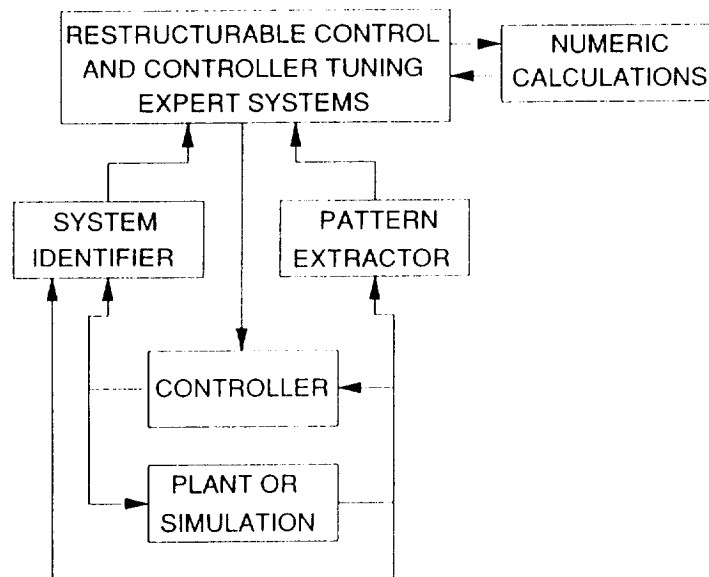 RESTRUCTURABLE CONTROL
AND CONTROLLER TUNING
EXPERT SYSTEMS
NUMERIC
CALCULATIONS
SYSTEM
IDENTIFIER
PATTERN
EXTRACTOR
CONTROLLER
PLANT OR
SIMULATION